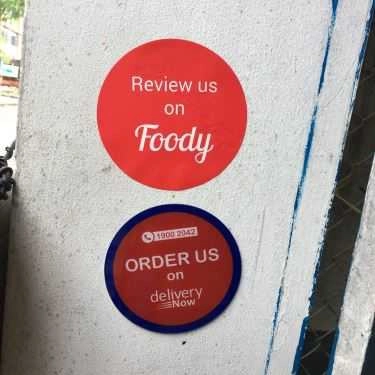 Review us
on
Foody
1900 2042
ORDER US
on
delivery
Now